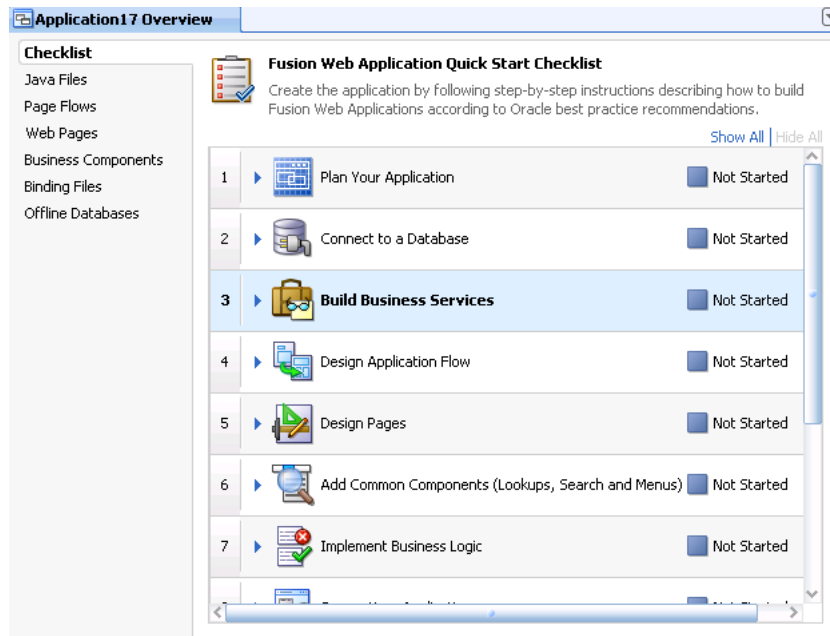 Application17 Overview
Checklist
Java Files
Page Flows
Web Pages
Business Components
Binding Files
Offline Databases
Fusion Web Application Quick Start Checklist
Create the application by following step-by-step instructions describing how to build
Fusion Web Applications according to Oracle best practice recommendations.
Show All | Hide All
1 Plan Your Application Not Started
2 Connect to a Database Not Started
3 Build Business Services Not Started
4 Design Application Flow Not Started
5 Design Pages Not Started
6 Add Common Components (Lookups, Search and Menus) Not Started
7 Implement Business Logic Not Started